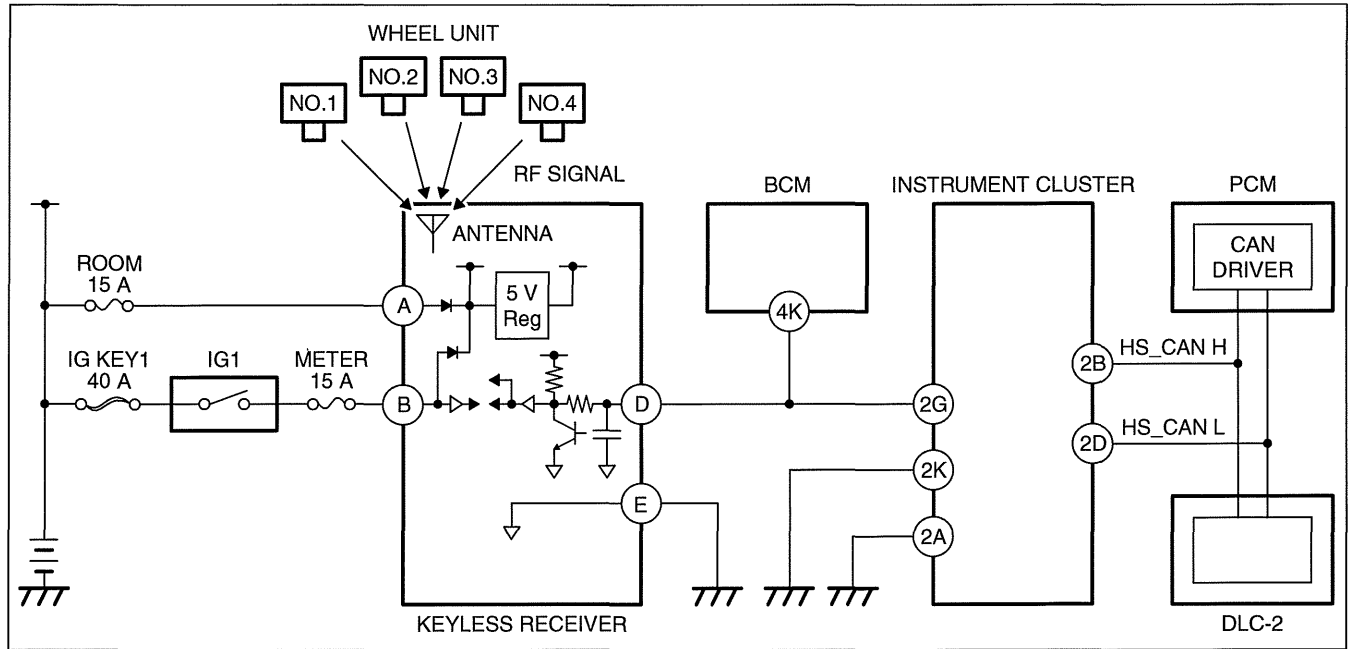 WHEEL UNIT
NO.1
NO.2
NO.3
NO.4
RF SIGNAL
ANTENNA
BCM
INSTRUMENT CLUSTER
PCM
CAN
DRIVER
ROOM
15 A
A
5 V
Reg
4K
IG KEY1
40 A
IG1
METER
15 A
B
D
2G
2B
HS_CAN H
2D
HS_CAN L
2K
E
2A
KEYLESS RECEIVER
DLC-2